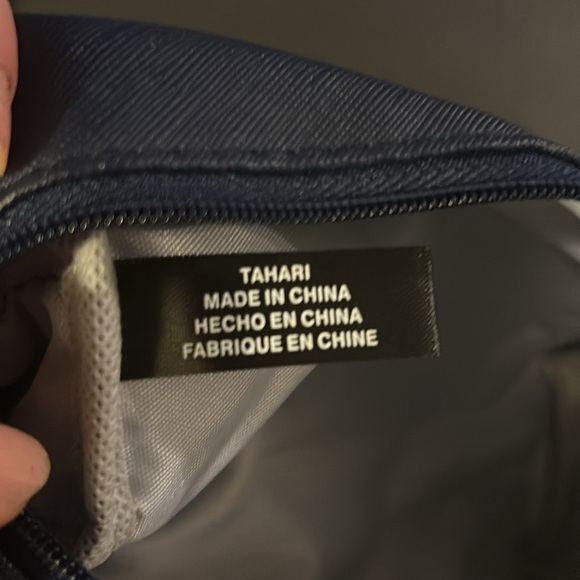 TAHARI
MADE IN CHINA
HECHO EN CHINA
FABRIQUE EN CHINE